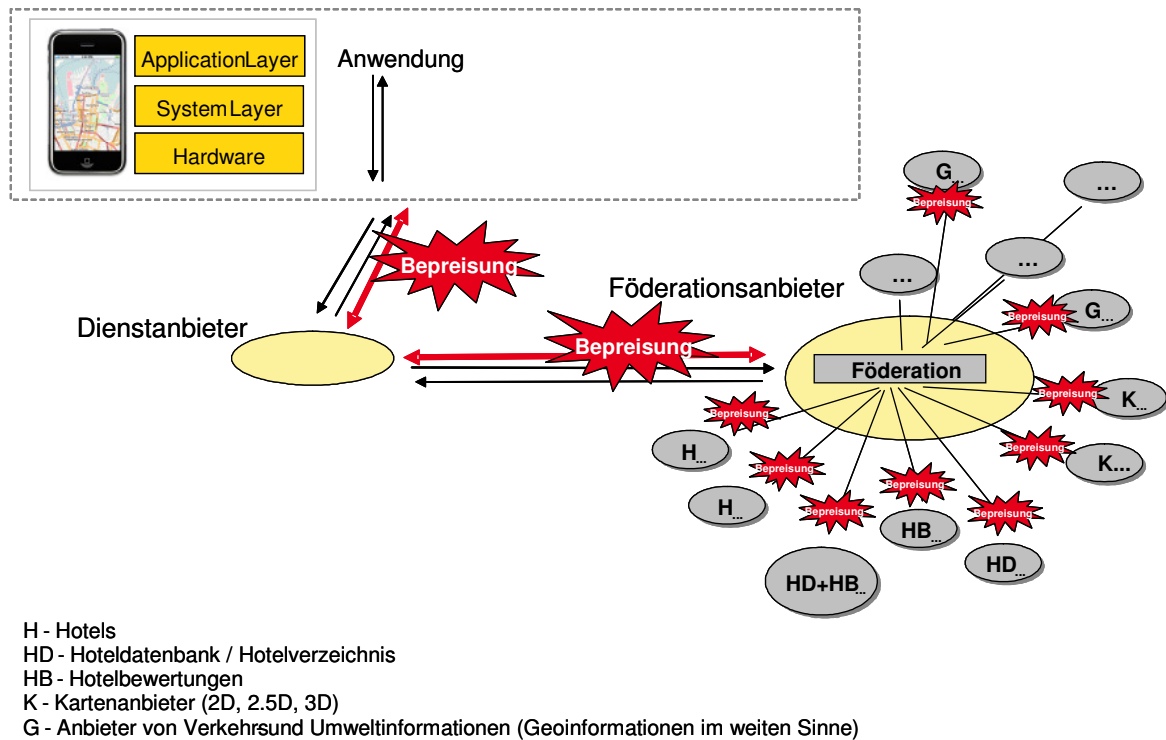 ApplicationLayer
Anwendung
SystemLayer
Hardware
G...
Bepreisung
...
...
...
Bepreisung
Föderationsanbieter
G...
Bepreisung
Dienstanbieter
Bepreisung
Föderation
Bepreisung
K...
Bepreisung
H...
Bepreisung
K...
Bepreisung
H...
Bepreisung
Bepreisung
HB...
Bepreisung
HD...
HD+HB...
H - Hotels
HD - Hoteldatenbank / Hotelverzeichnis
HB - Hotelbewertungen
K - Kartenanbieter (2D, 2.5D, 3D)
G - Anbieter von Verkehrsund Umweltinformationen (Geoinformationen im weiten Sinne)